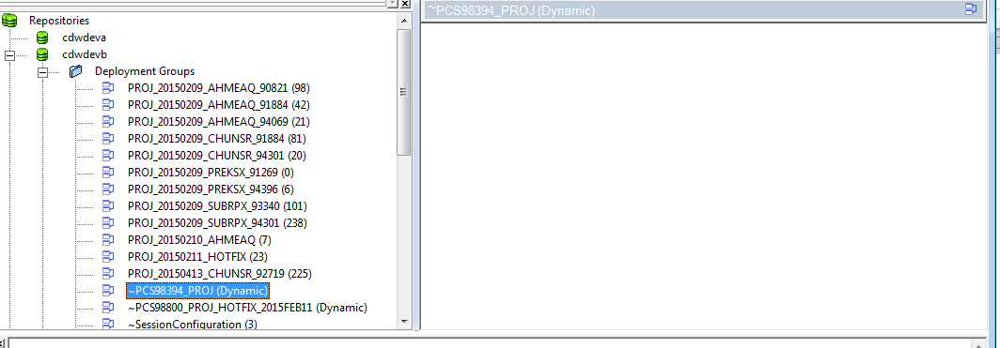 ~PCS98394_PROJ (Dynamic)
Repositories
cdwdeva
cdwdevb
Deployment Groups
PROJ_20150209_AHMEAQ_90821 (98)
PROJ_20150209_AHMEAQ_91884 (42)
PROJ_20150209_AHMEAQ_94069 (21)
PROJ_20150209_CHUNSR_91884 (81)
PROJ_20150209_CHUNSR_94301 (20)
PROJ_20150209_PREKSX_91269 (0)
PROJ_20150209_PREKSX_94396 (6)
PROJ_20150209_SUBRPX_93340 (101)
PROJ_20150209_SUBRPX_94301 (238)
PROJ_20150210_AHMEAQ (7)
PROJ_20150211_HOTFIX (23)
PROJ_20150413_CHUNSR_92719 (225)
~PCS98394_PROJ (Dynamic)
~PCS98800_PROJ_HOTFIX_2015FEB11 (Dynamic)
~SessionConfiguration (3)